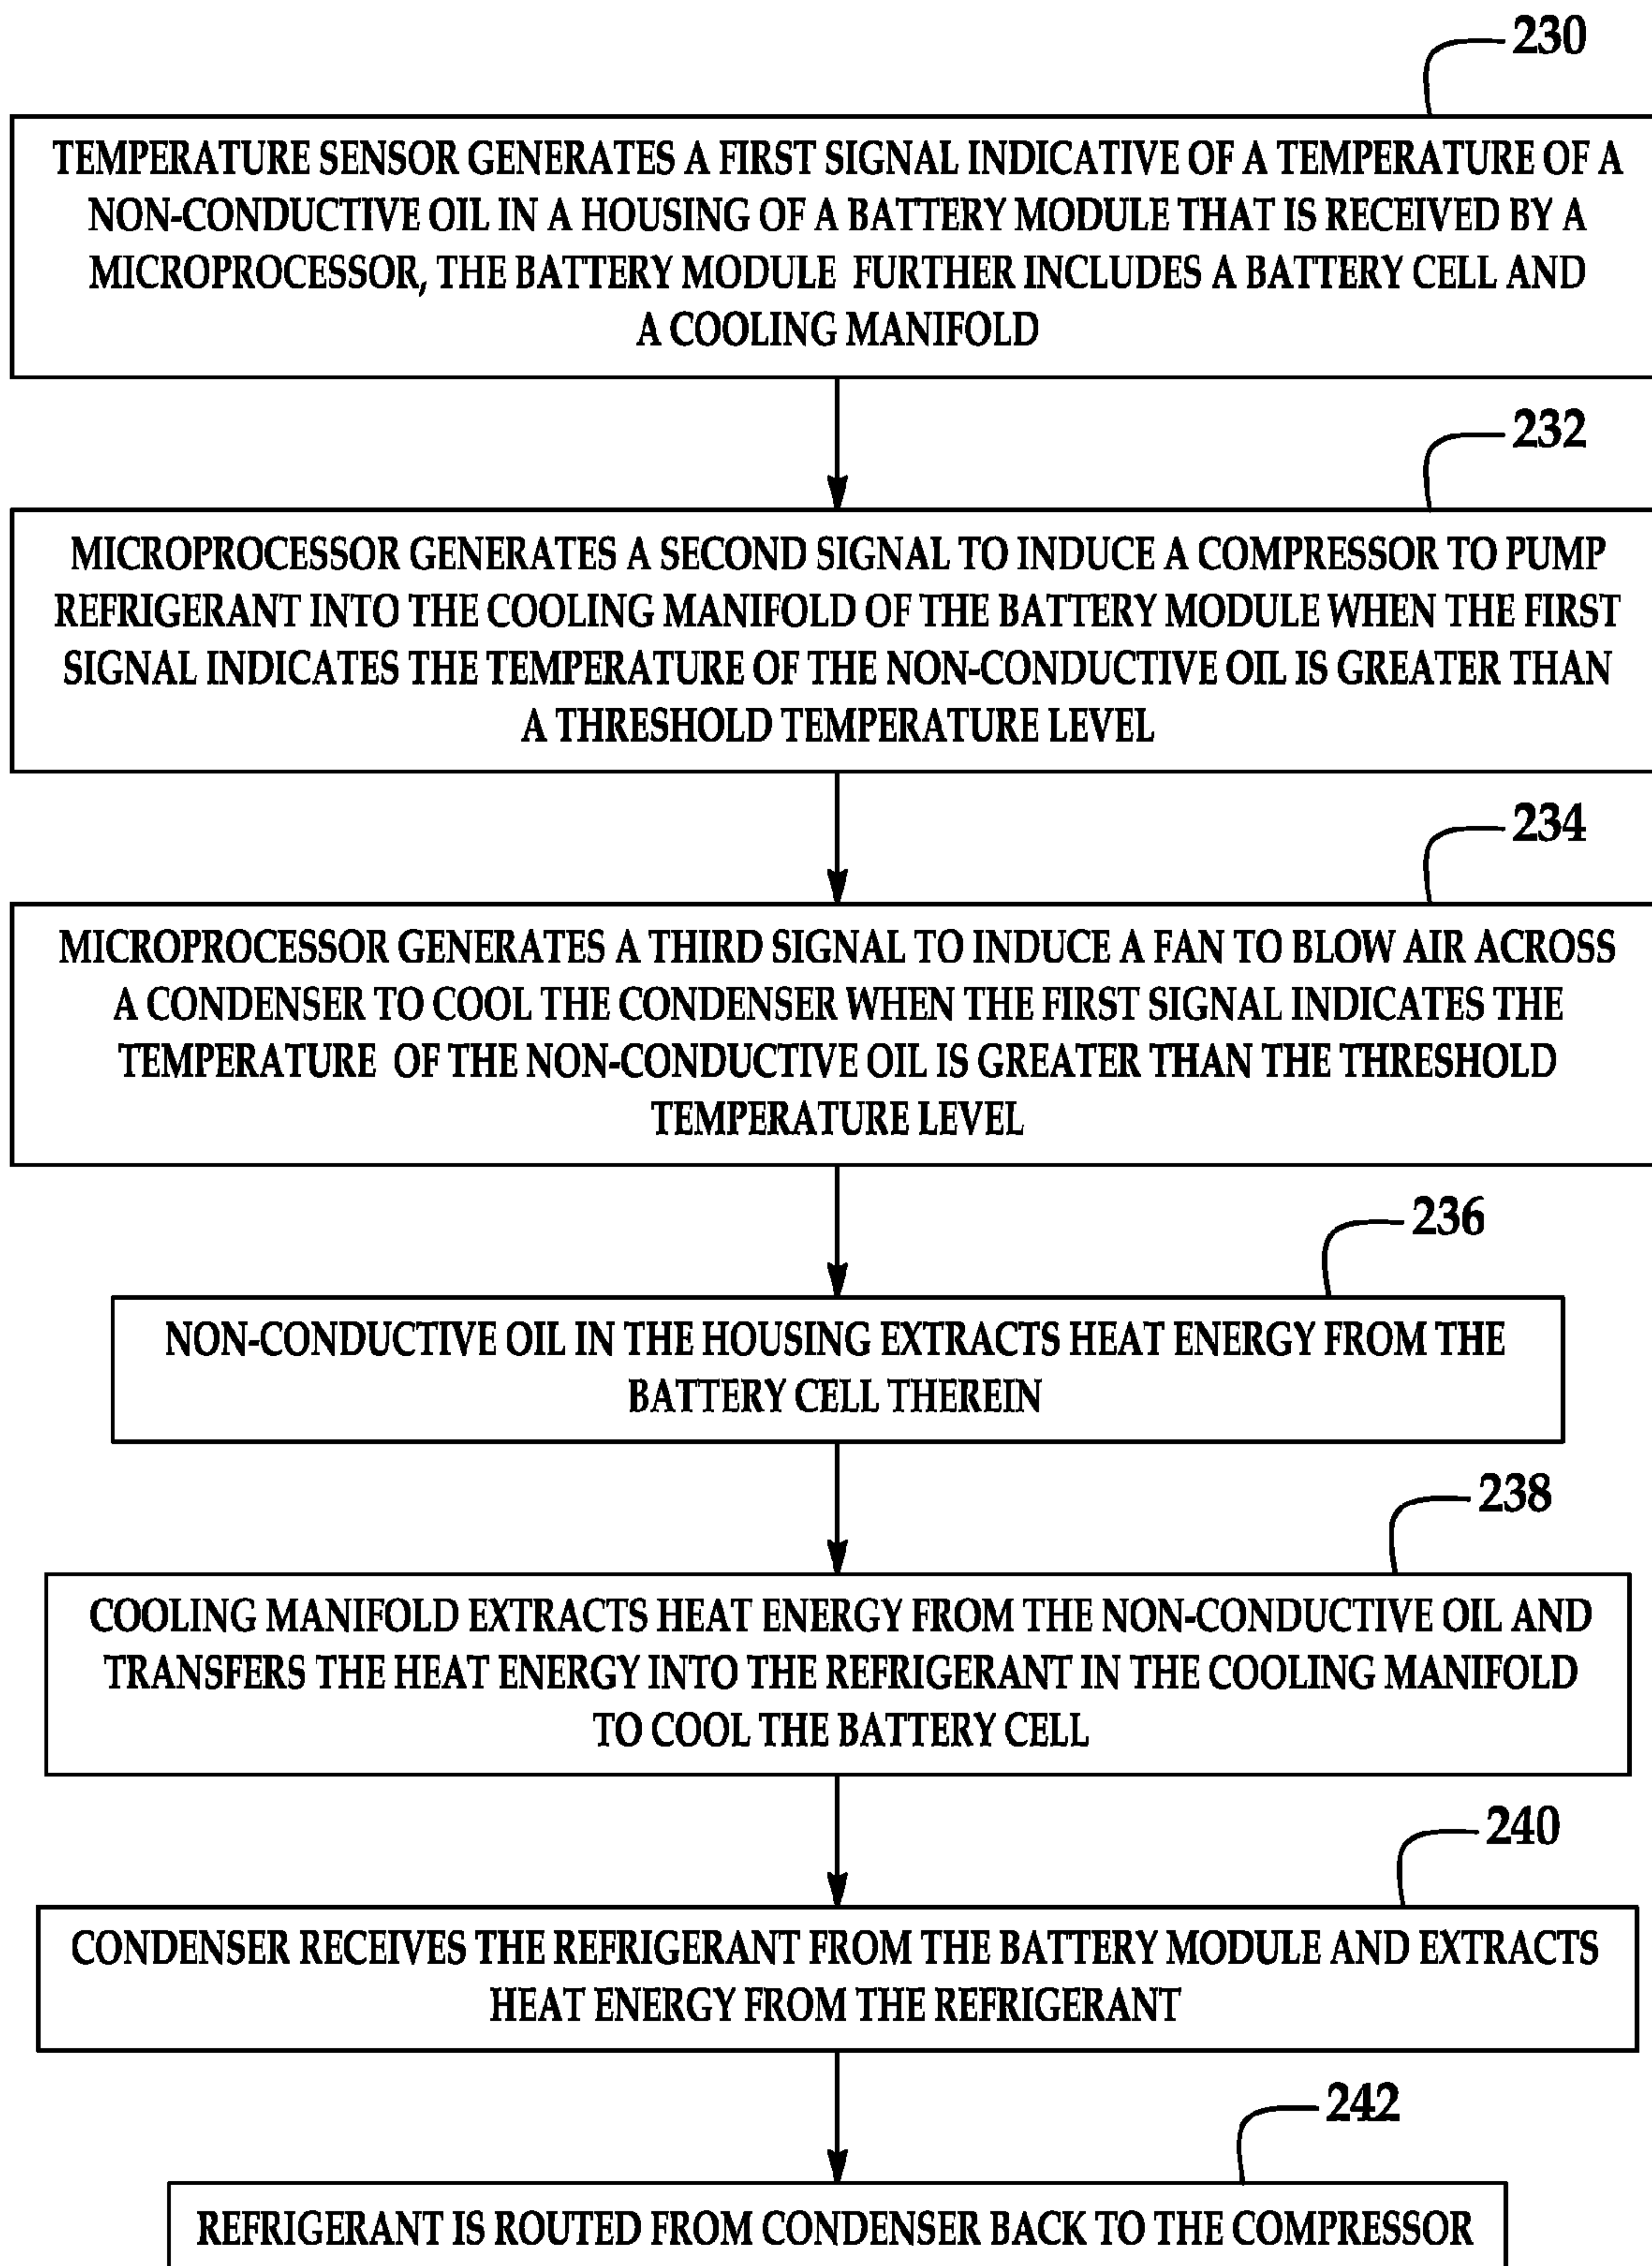 230
TEMPERATURE SENSOR GENERATES A FIRST SIGNAL INDICATIVE OF A TEMPERATURE OF A
NON-CONDUCTIVE OIL IN A HOUSING OF A BATTERY MODULE THAT IS RECEIVED BY A
MICROPROCESSOR, THE BATTERY MODULE FURTHER INCLUDES A BATTERY CELL AND
A COOLING MANIFOLD
232
MICROPROCESSOR GENERATES A SECOND SIGNAL TO INDUCE A COMPRESSOR TO PUMP
REFRIGERANT INTO THE COOLING MANIFOLD OF THE BATTERY MODULE WHEN THE FIRST
SIGNAL INDICATES THE TEMPERATURE OF THE NON-CONDUCTIVE OIL IS GREATER THAN
A THRESHOLD TEMPERATURE LEVEL
234
MICROPROCESSOR GENERATES A THIRD SIGNAL TO INDUCE A FAN TO BLOW AIR ACROSS
A CONDENSER TO COOL THE CONDENSER WHEN THE FIRST SIGNAL INDICATES THE
TEMPERATURE OF THE NON-CONDUCTIVE OIL IS GREATER THAN THE THRESHOLD
TEMPERATURE LEVEL
236
NON-CONDUCTIVE OIL IN THE HOUSING EXTRACTS HEAT ENERGY FROM THE
BATTERY CELL THEREIN
238
COOLING MANIFOLD EXTRACTS HEAT ENERGY FROM THE NON-CONDUCTIVE OIL AND
TRANSFERS THE HEAT ENERGY INTO THE REFRIGERANT IN THE COOLING MANIFOLD
TO COOL THE BATTERY CELL
240
CONDENSER RECEIVES THE REFRIGERANT FROM THE BATTERY MODULE AND EXTRACTS
HEAT ENERGY FROM THE REFRIGERANT
242
REFRIGERANT IS ROUTED FROM CONDENSER BACK TO THE COMPRESSOR